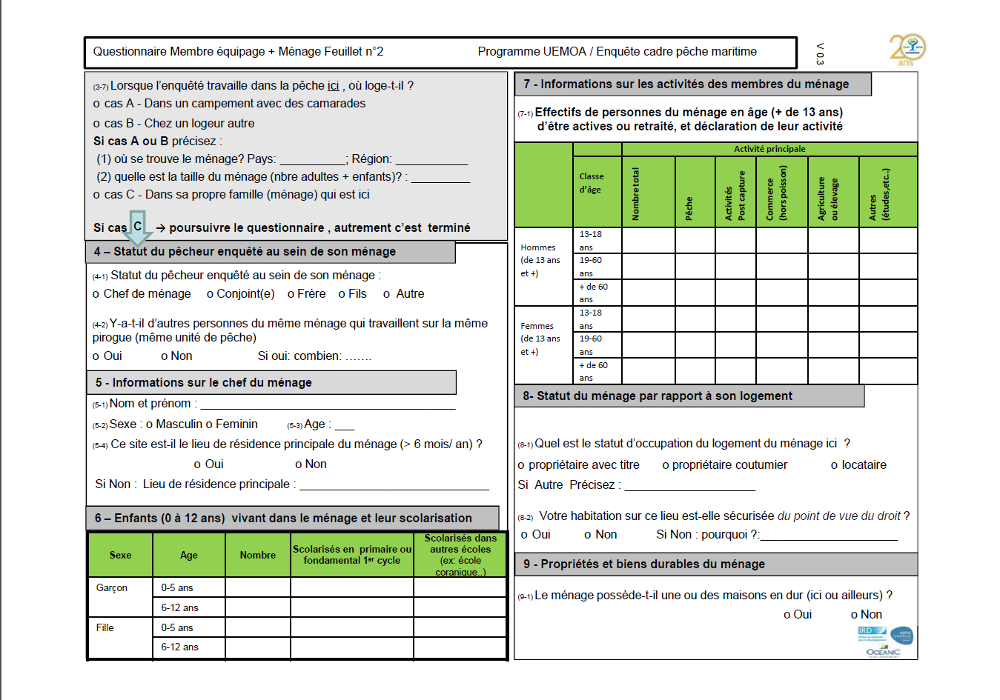 Questionnaire Membre équipage + Ménage Feuillet n°2 Programme UEMOA / Enquête cadre pêche maritime
V 0.3
20
ans
(3-7) Lorsque l'enquêté travaille dans la pêche ici , où loge-t-il ?
o cas A - Dans un campement avec des camarades
o cas B - Chez un logeur autre
Si cas A ou B précisez :
(1) où se trouve le ménage? Pays: __________; Région: ___________
(2) quelle est la taille du ménage (nbre adultes + enfants)? : _________
o cas C - Dans sa propre famille (ménage) qui est ici
Si cas C → poursuivre le questionnaire , autrement c'est terminé
4 – Statut du pêcheur enquêté au sein de son ménage
(4-1) Statut du pêcheur enquêté au sein de son ménage :
o Chef de ménage o Conjoint(e) o Frère o Fils o Autre
(4-2) Y-a-t-il d'autres personnes du même ménage qui travaillent sur la même
pirogue (même unité de pêche)
o Oui o Non Si oui: combien: …….
5 - Informations sur le chef du ménage
(5-1) Nom et prénom : _______________________________________
(5-2) Sexe : o Masculin o Feminin (5-3) Age : ___
(5-4) Ce site est-il le lieu de résidence principale du ménage (> 6 mois/ an) ?
o Oui o Non
Si Non : Lieu de résidence principale : _____________________________
6 – Enfants (0 à 12 ans) vivant dans le ménage et leur scolarisation
Sexe Age Nombre Scolarisés en primaire ou fondamental 1er cycle Scolarisés dans autres écoles (ex: école coranique..)
Garçon 0-5 ans
6-12 ans
Fille 0-5 ans
6-12 ans
7 - Informations sur les activités des membres du ménage
(7-1) Effectifs de personnes du ménage en âge (+ de 13 ans)
d'être actives ou retraité, et déclaration de leur activité
Activité principale
Classe d'âge Nombre total Pêche Activités Post capture Commerce (hors poisson) Agriculture ou élevage Autres (études,etc..)
Hommes (de 13 ans et +)
13-18 ans
19-60 ans
+ de 60 ans
Femmes (de 13 ans et +)
13-18 ans
19-60 ans
+ de 60 ans
8- Statut du ménage par rapport à son logement
(8-1) Quel est le statut d'occupation du logement du ménage ici ?
o propriétaire avec titre o propriétaire coutumier o locataire
Si Autre Précisez : ____________________
(8-2) Votre habitation sur ce lieu est-elle sécurisée du point de vue du droit ?
o Oui o Non Si Non : pourquoi ?:_____________________
9 - Propriétés et biens durables du ménage
(9-1) Le ménage possède-t-il une ou des maisons en dur (ici ou ailleurs) ?
o Oui o Non
IRD
AGRO CAMPUS
OCEANIC